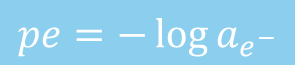 pe = − log a_{e^−}